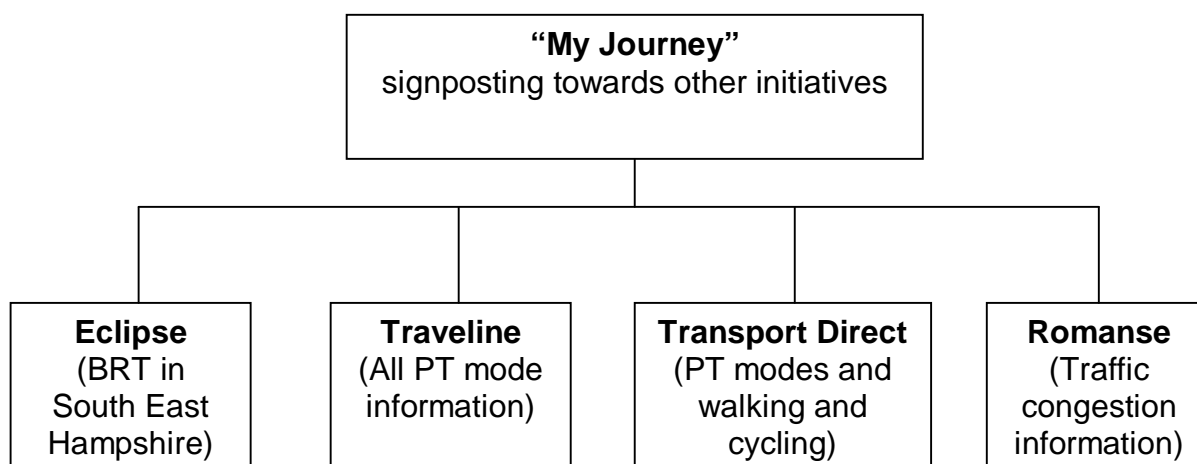 “My Journey”
signposting towards other initiatives
Eclipse
(BRT in
South East
Hampshire)
Traveline
(All PT mode
information)
Transport Direct
(PT modes and
walking and
cycling)
Romanse
(Traffic
congestion
information)